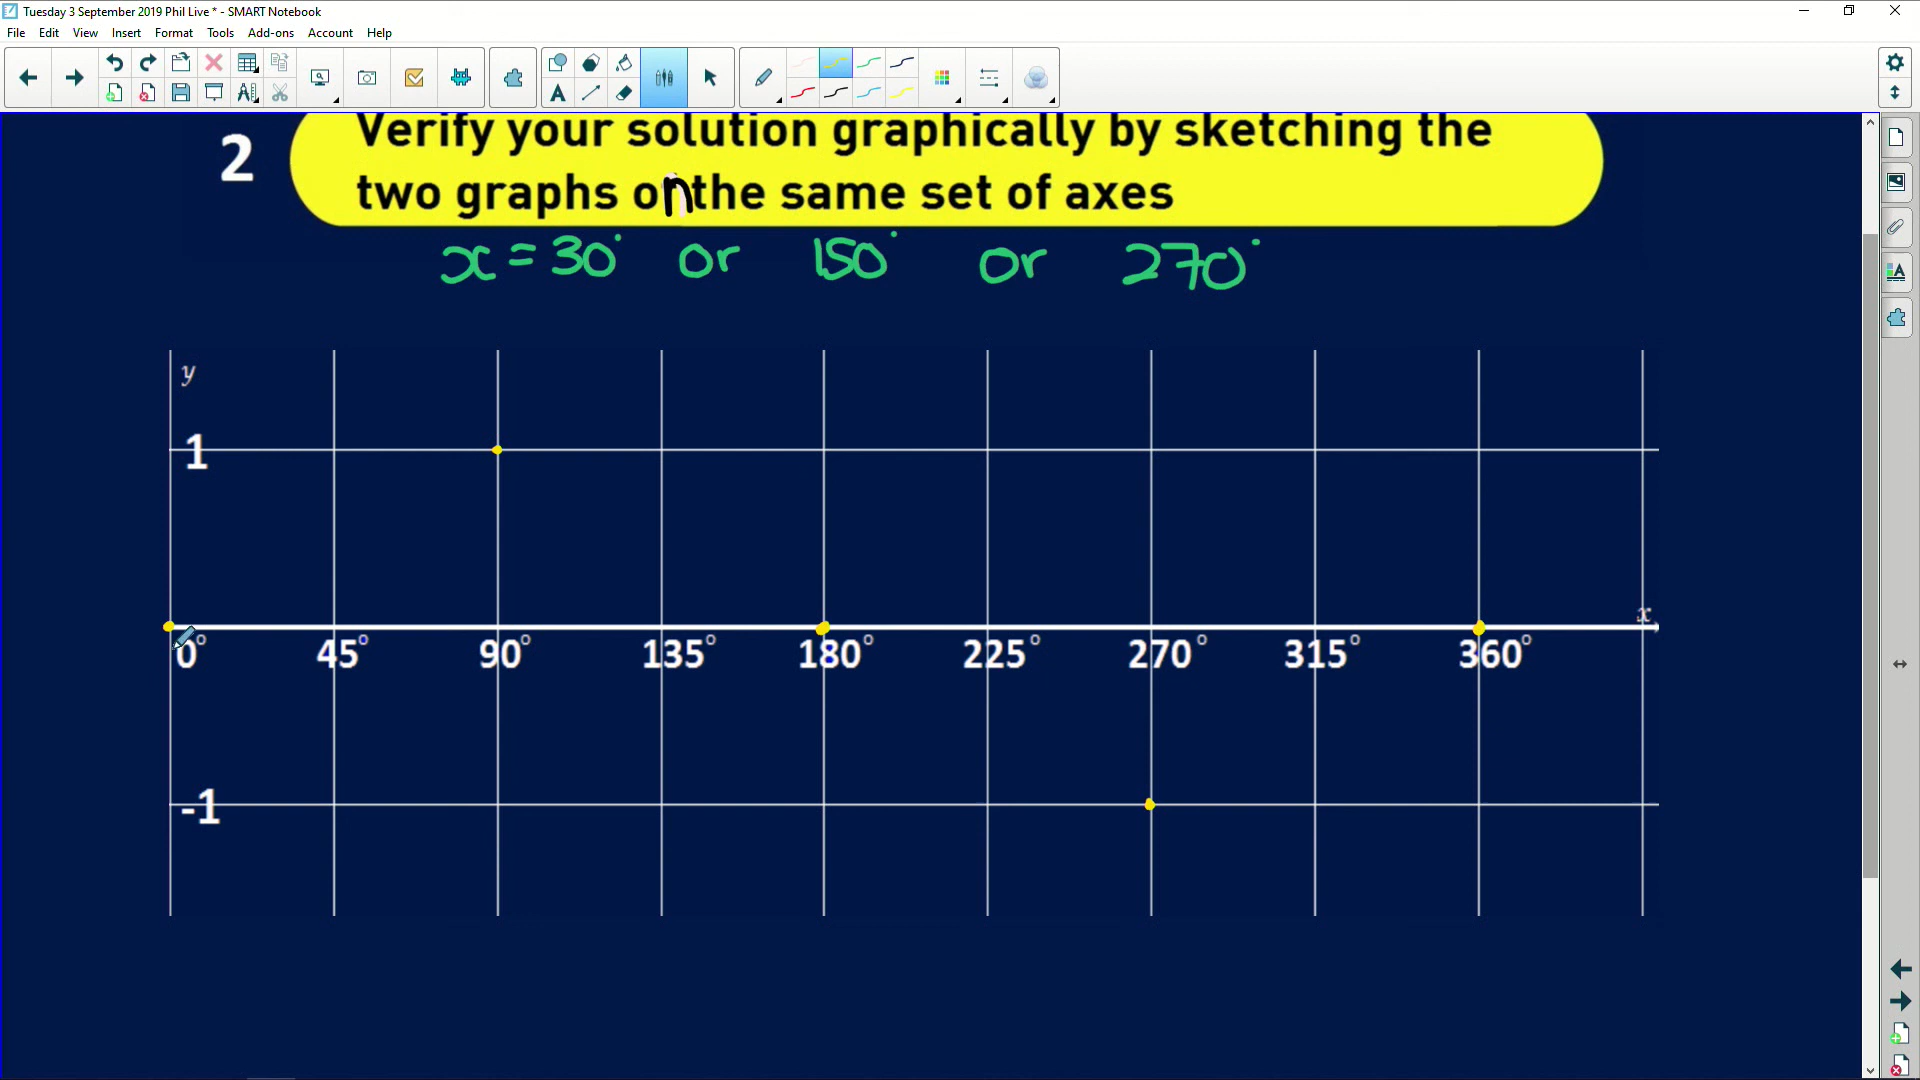 Tuesday 3 September 2019 Phil Live * - SMART Notebook
File Edit View Insert Format Tools Add-ons Account Help
2
Verify your solution graphically by sketching the
two graphs on the same set of axes
x = 30° or 150° or 270°
y
1
x
0° 45° 90° 135° 180° 225° 270° 315° 360°
-1